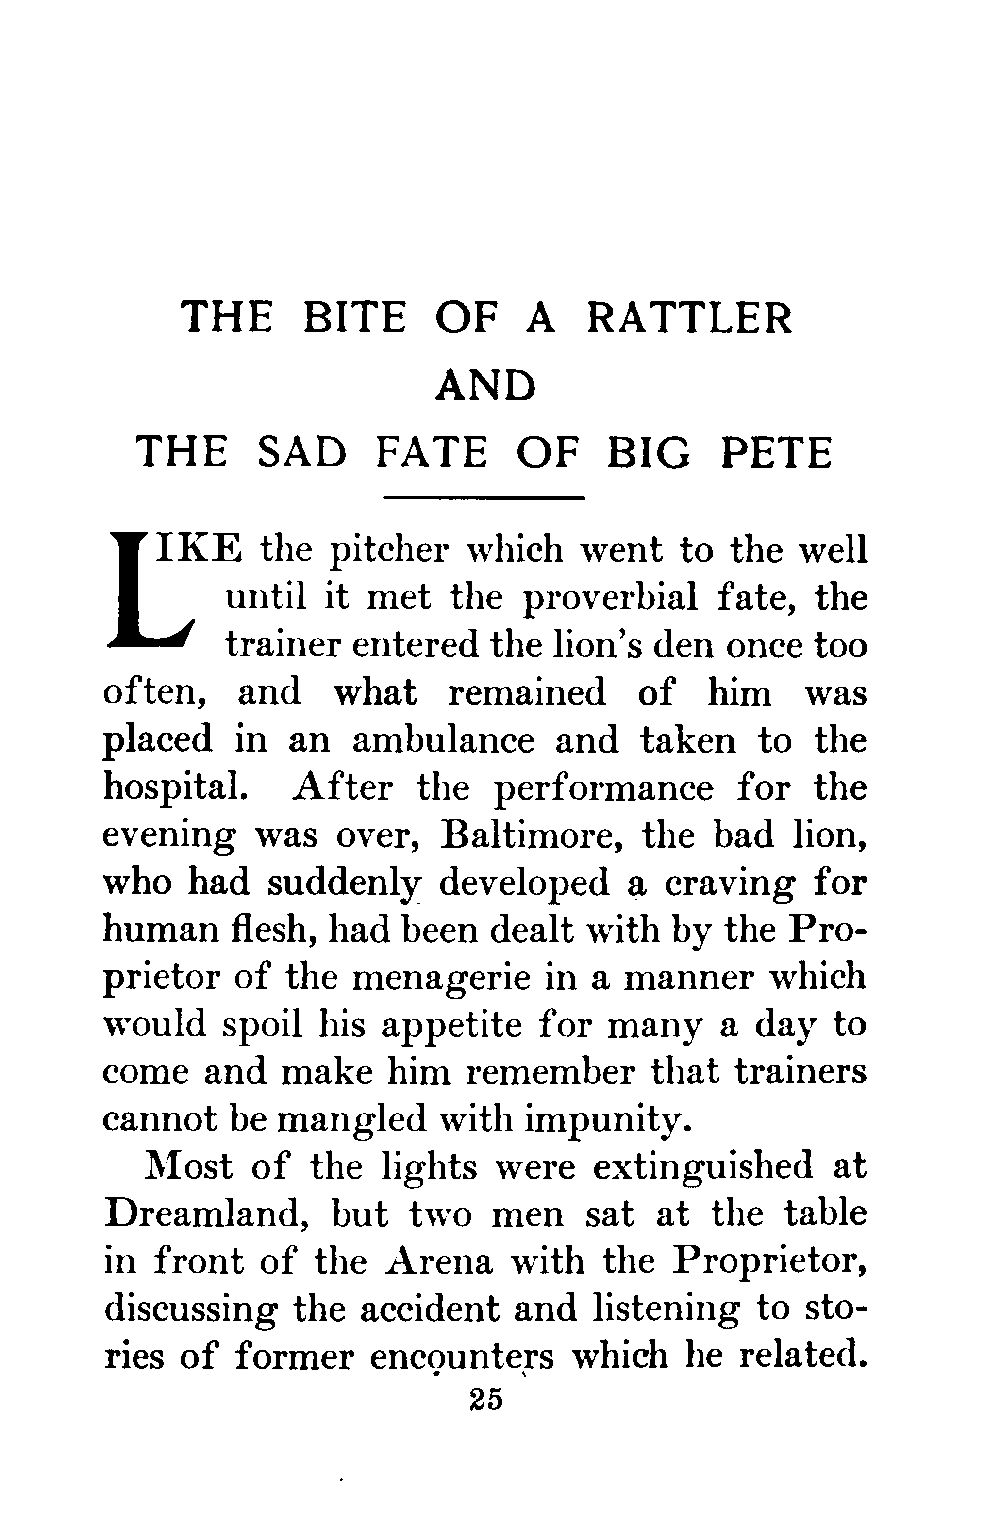 THE BITE OF A RATTLER
AND
THE SAD FATE OF BIG PETE
LIKE the pitcher which went to the well
until it met the proverbial fate, the
trainer entered the lion's den once too
often, and what remained of him was
placed in an ambulance and taken to the
hospital. After the performance for the
evening was over, Baltimore, the bad lion,
who had suddenly developed a craving for
human flesh, had been dealt with by the Pro-
prietor of the menagerie in a manner which
would spoil his appetite for many a day to
come and make him remember that trainers
cannot be mangled with impunity.
Most of the lights were extinguished at
Dreamland, but two men sat at the table
in front of the Arena with the Proprietor,
discussing the accident and listening to sto-
ries of former encounters which he related.
25